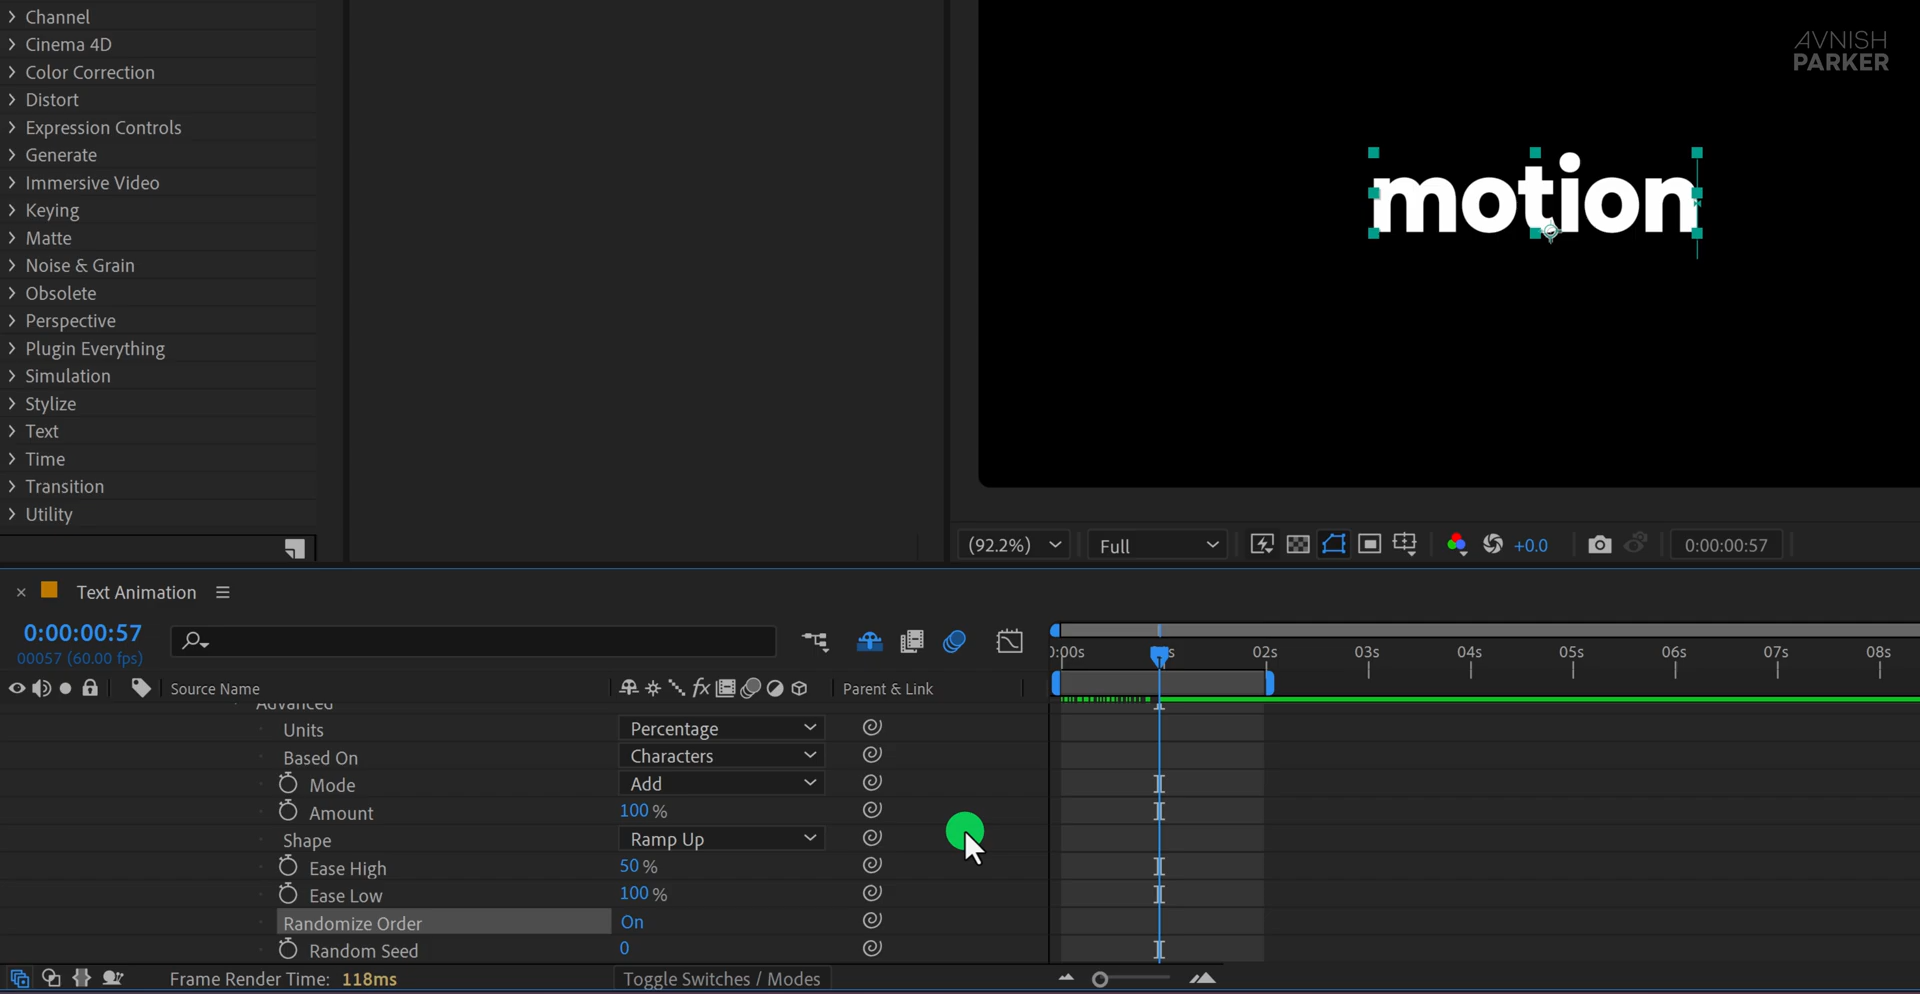 Channel
Cinema 4D
Color Correction
Distort
Expression Controls
Generate
Immersive Video
Keying
Matte
Noise & Grain
Obsolete
Perspective
Plugin Everything
Simulation
Stylize
Text
Time
Transition
Utility
AVNISH
PARKER
motion
(92.2%)
Full
+0.0
0:00:00:57
Text Animation
0:00:00:57
00057 (60.00 fps)
:00s
02s
03s
04s
05s
06s
07s
08s
Source Name
fx
Parent & Link
Advanced
Units
Percentage
Based On
Characters
Mode
Add
Amount
100 %
Shape
Ramp Up
Ease High
50 %
Ease Low
100 %
Randomize Order
On
Random Seed
0
Frame Render Time: 118ms
Toggle Switches / Modes